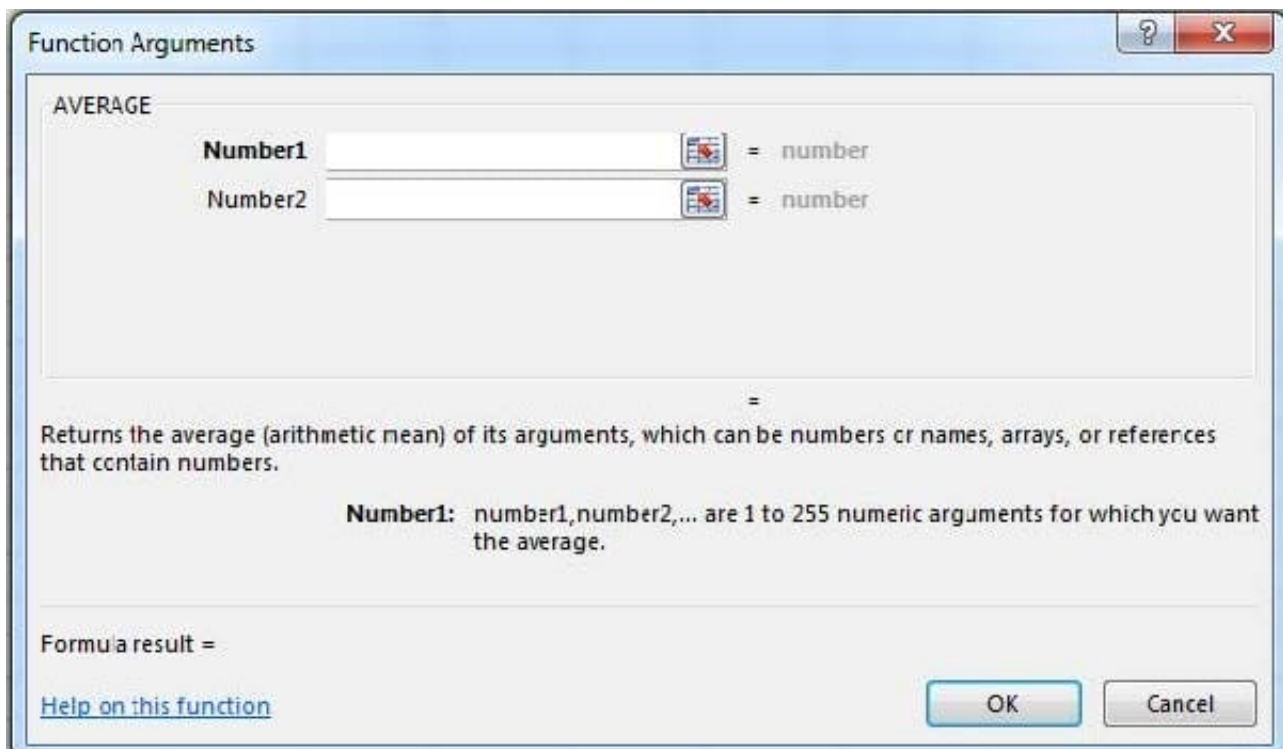 Function Arguments
AVERAGE
Number1 = number
Number2 = number
=
Returns the average (arithmetic mean) of its arguments, which can be numbers or names, arrays, or references
that contain numbers.
Number1: number1,number2,... are 1 to 255 numeric arguments for which you want
the average.
Formula result =
Help on this function
OK Cancel